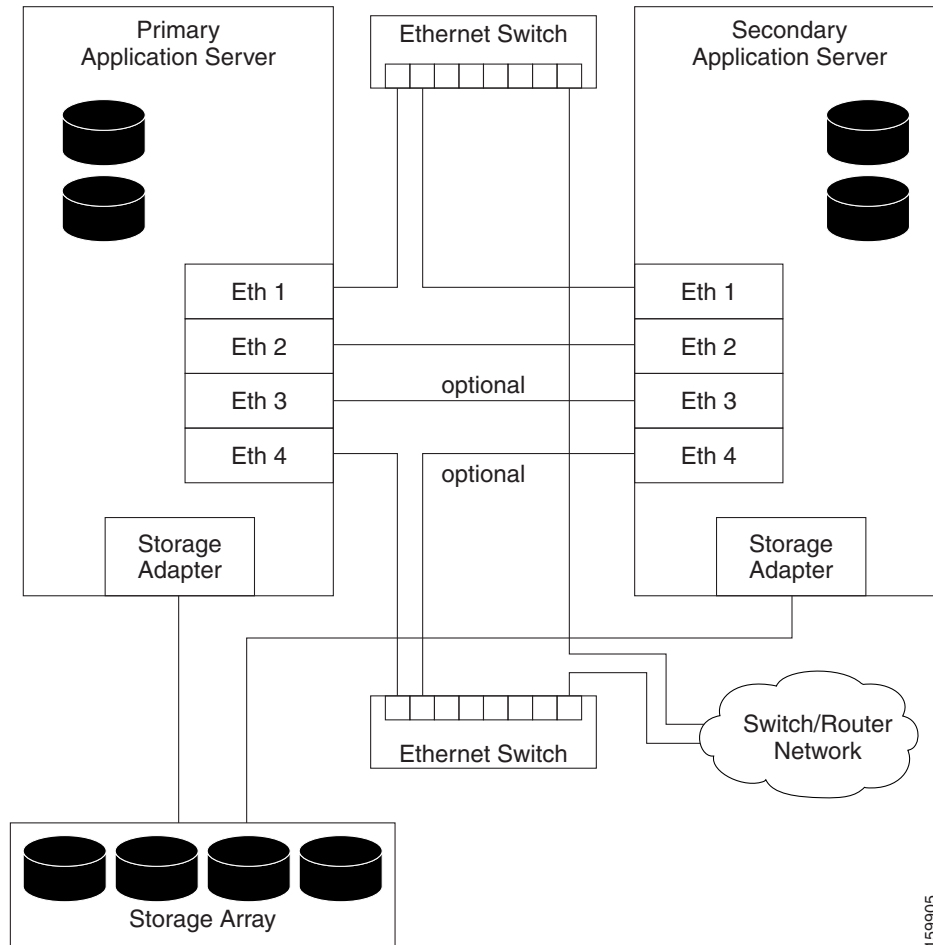 Primary
Application Server
Ethernet Switch
Secondary
Application Server
Eth 1
Eth 2
Eth 3
Eth 4
optional
optional
Eth 1
Eth 2
Eth 3
Eth 4
Storage
Adapter
Storage
Adapter
Ethernet Switch
Switch/Router
Network
Storage Array
159905